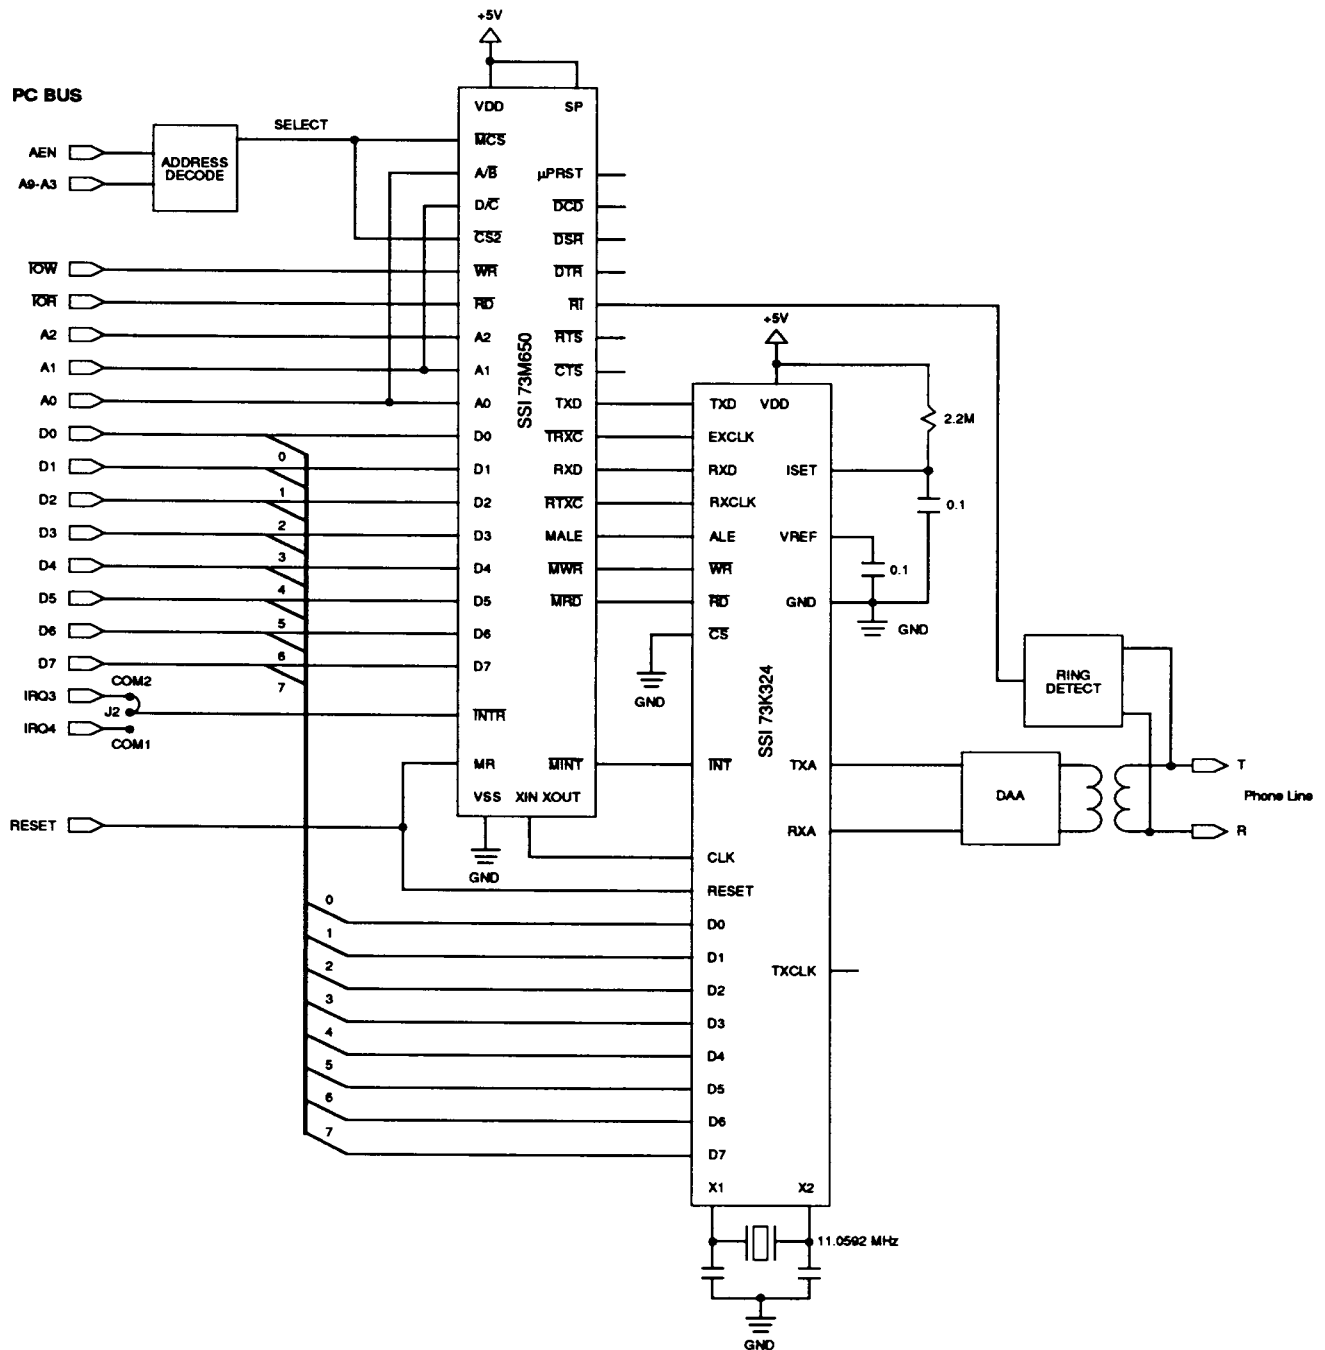 +5V
PC BUS
VDD SP
SELECT
AEN
ADDRESS
DECODE
A9-A3
MCS
A/B µPRST
D/C DCD
CS2 DSR
IOW WR DTR
IOR RD RI
+5V
A2 A2 RTS
A1 A1 CTS
SSI 73M650
A0 A0 TXD TXD VDD
2.2M
D0 D0 TRXC EXCLK
0
D1 D1 RXD RXD ISET
1
D2 D2 RTXC RXCLK 0.1
2
D3 D3 MALE ALE VREF
3
D4 D4 MWR WR 0.1
4
D5 D5 MRD RD GND
5
GND
D6 D6 CS
6
D7 D7
7
RING
DETECT
COM2
IRQ3
J2 INTR
GND
SSI 73K324
IRQ4
COM1
MR MINT INT TXA T
VSS XIN XOUT
DAA
Phone Line
RESET
RXA R
CLK
GND
RESET
0
D0
1
D1
TXCLK
2
D2
3
D3
4
D4
5
D5
6
D6
7
D7
X1 X2
11.0592 MHz
GND